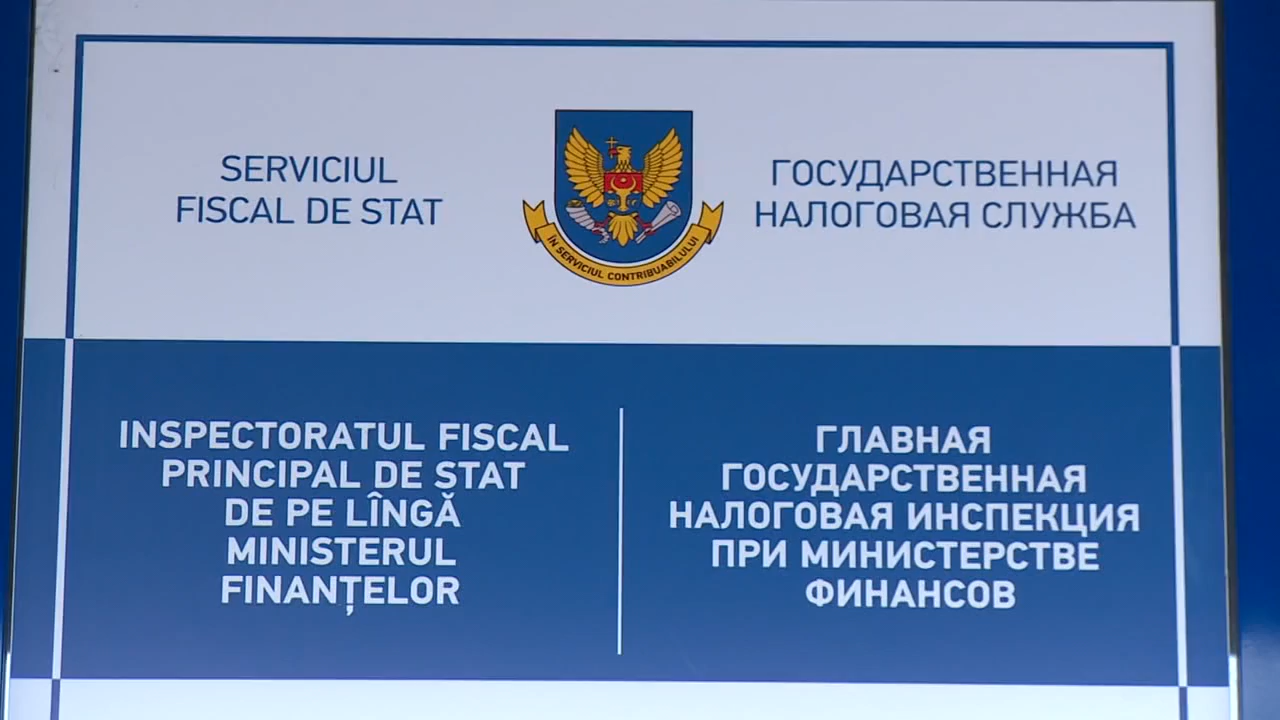 SERVICIUL
FISCAL DE STAT
ÎN SERVICIUL CONTRIBUABILULUI
ГОСУДАРСТВЕННАЯ
НАЛОГОВАЯ СЛУЖБА
INSPECTORATUL FISCAL
PRINCIPAL DE STAT
DE PE LÎNGĂ
MINISTERUL
FINANȚELOR
ГЛАВНАЯ
ГОСУДАРСТВЕННАЯ
НАЛОГОВАЯ ИНСПЕКЦИЯ
ПРИ МИНИСТЕРСТВЕ
ФИНАНСОВ